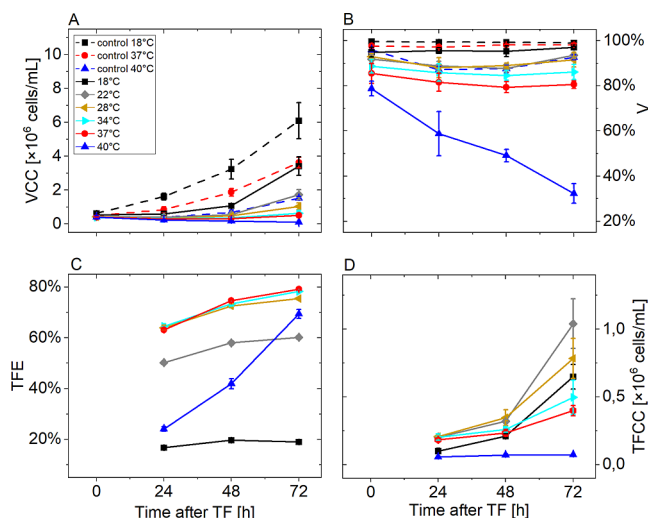 A
B
VCC [×10⁶ cells/mL]
10
8
6
4
2
0
control 18°C
control 37°C
control 40°C
18°C
22°C
28°C
34°C
37°C
40°C
100%
80%
60%
40%
20%
V
C
D
TFE
80%
60%
40%
20%
0 24 48 72
Time after TF [h]
1,0
0,5
0,0
TFCC [×10⁶ cells/mL]
0 24 48 72
Time after TF [h]